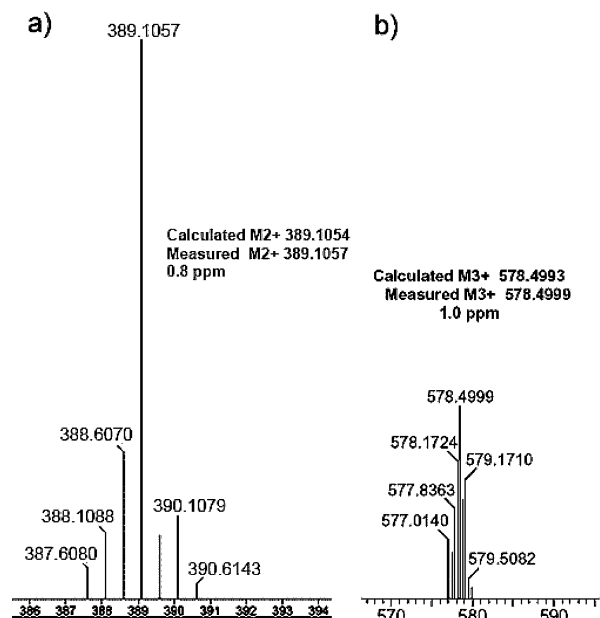 a)
389.1057
388.6070
388.1088
387.6080
390.1079
390.6143
Calculated M2+ 389.1054
Measured M2+ 389.1057
0.8 ppm
386 387 388 389 390 391 392 393 394
b)
Calculated M3+ 578.4993
Measured M3+ 578.4999
1.0 ppm
578.4999
578.1724
579.1710
577.8363
577.0140
579.5082
570 580 590